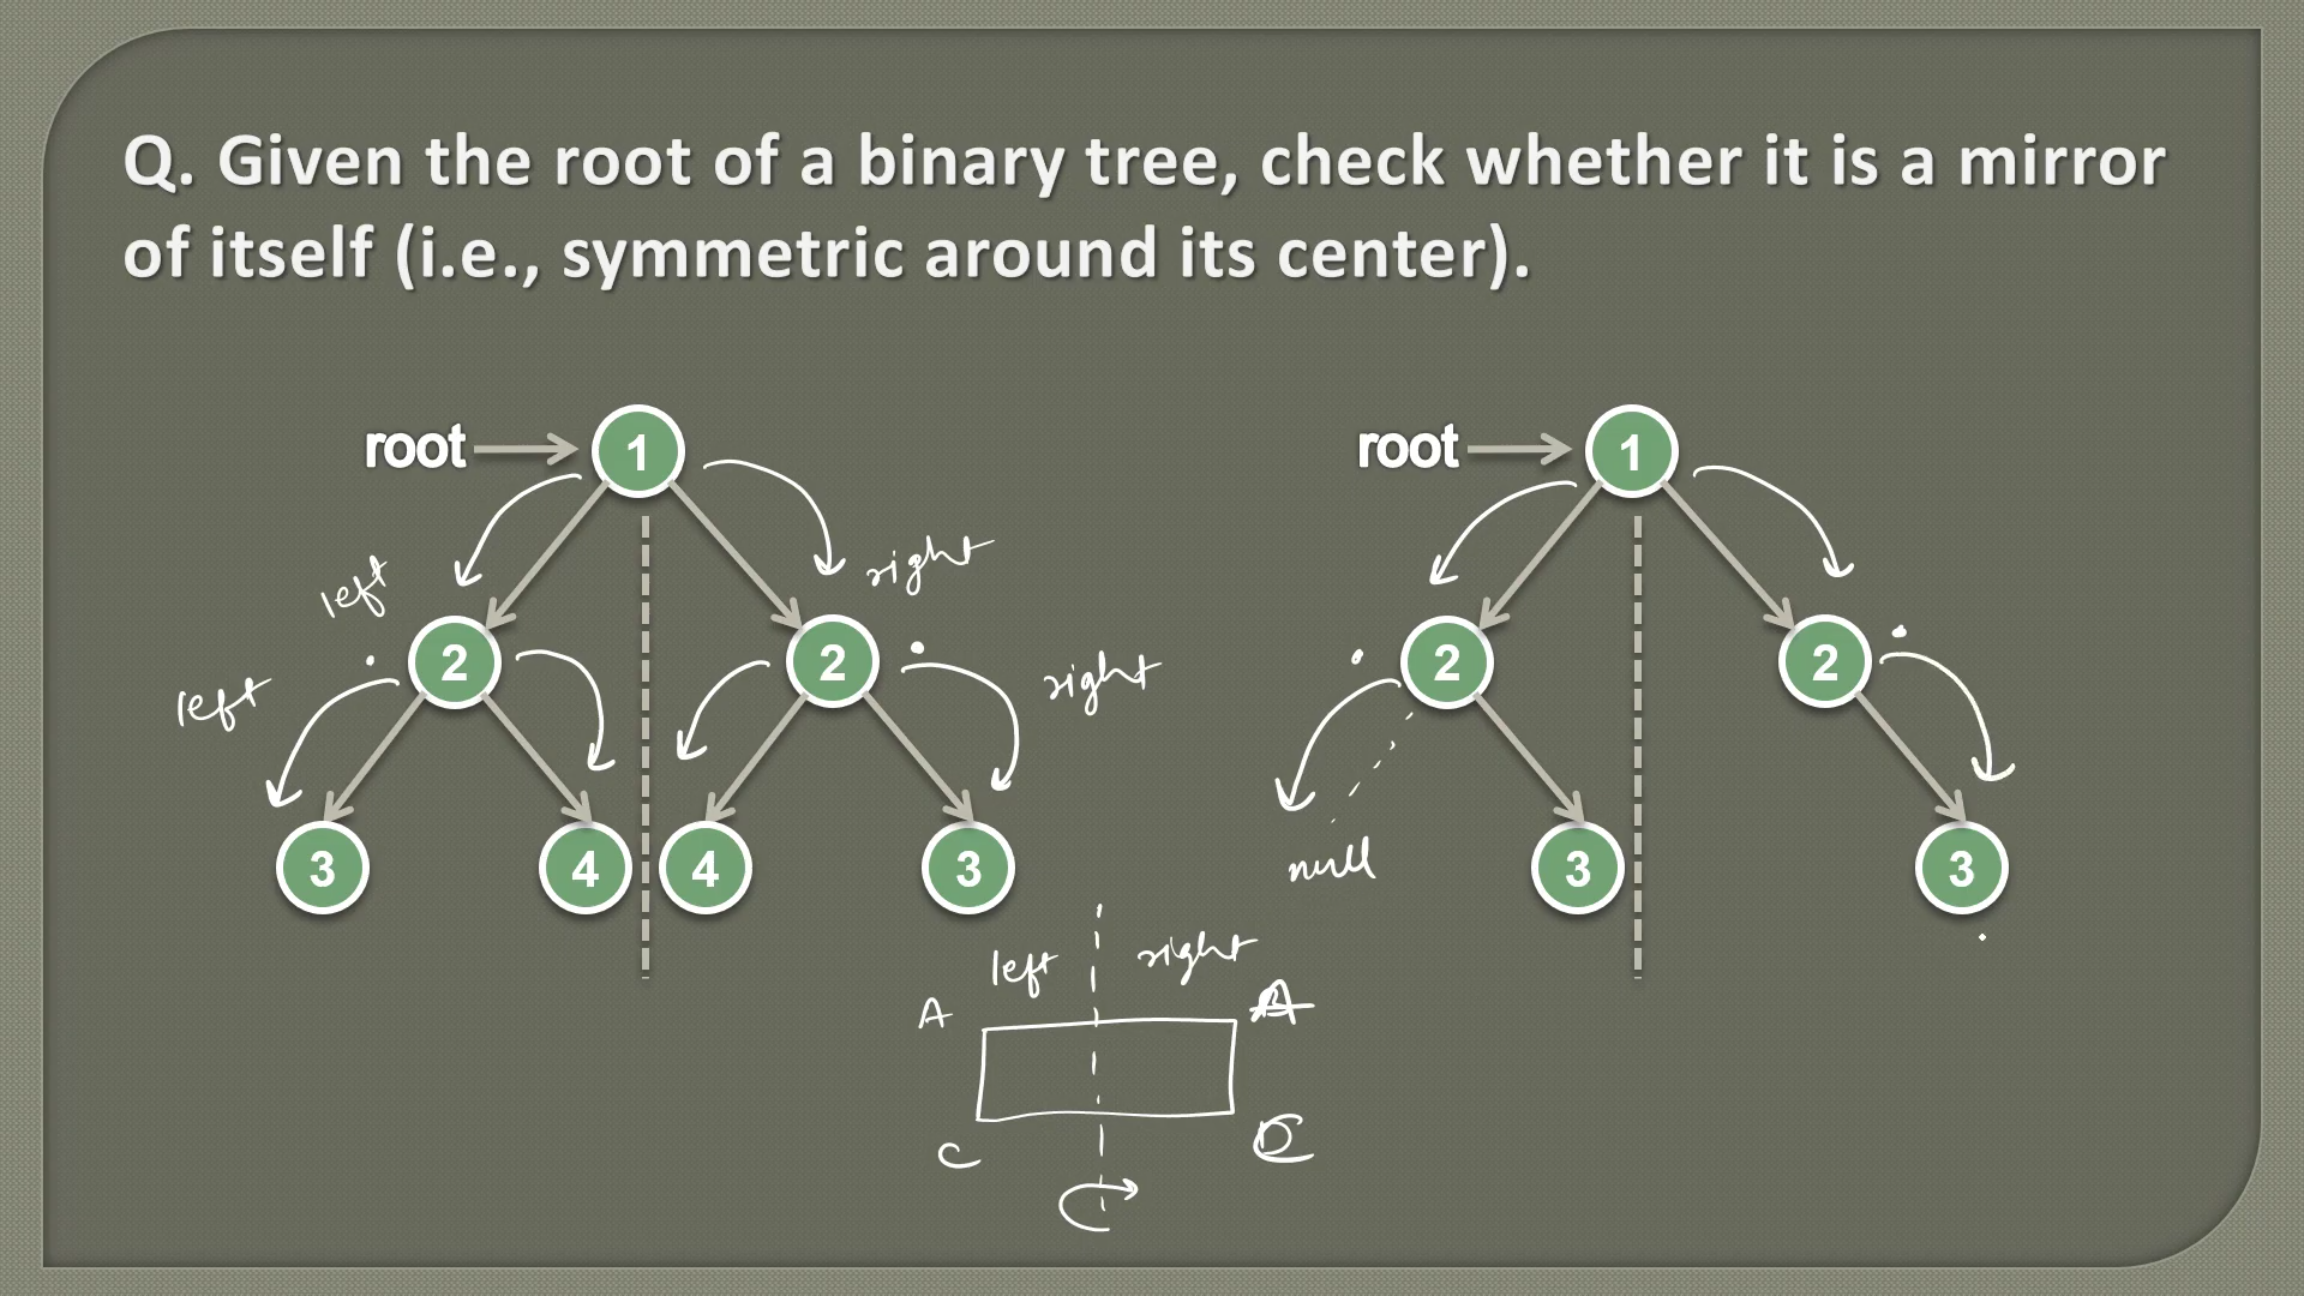 Q. Given the root of a binary tree, check whether it is a mirror
of itself (i.e., symmetric around its center).
root 1
left right
2 2
left right
3 4 4 3
root 1
2 2
null
3 3
left right
A A
C